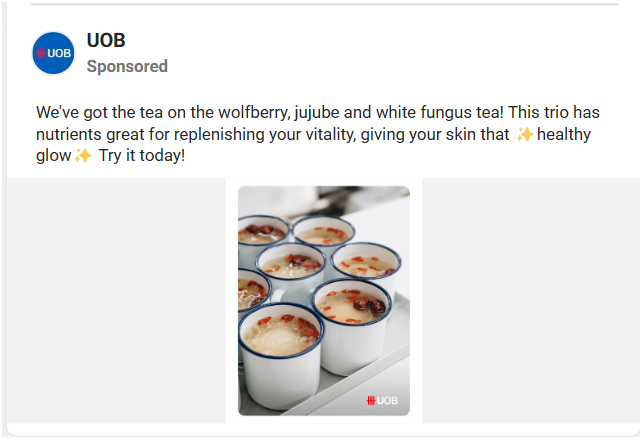 UOB
UOB
Sponsored
We've got the tea on the wolfberry, jujube and white fungus tea! This trio has
nutrients great for replenishing your vitality, giving your skin that ✨healthy
glow✨ Try it today!
UOB